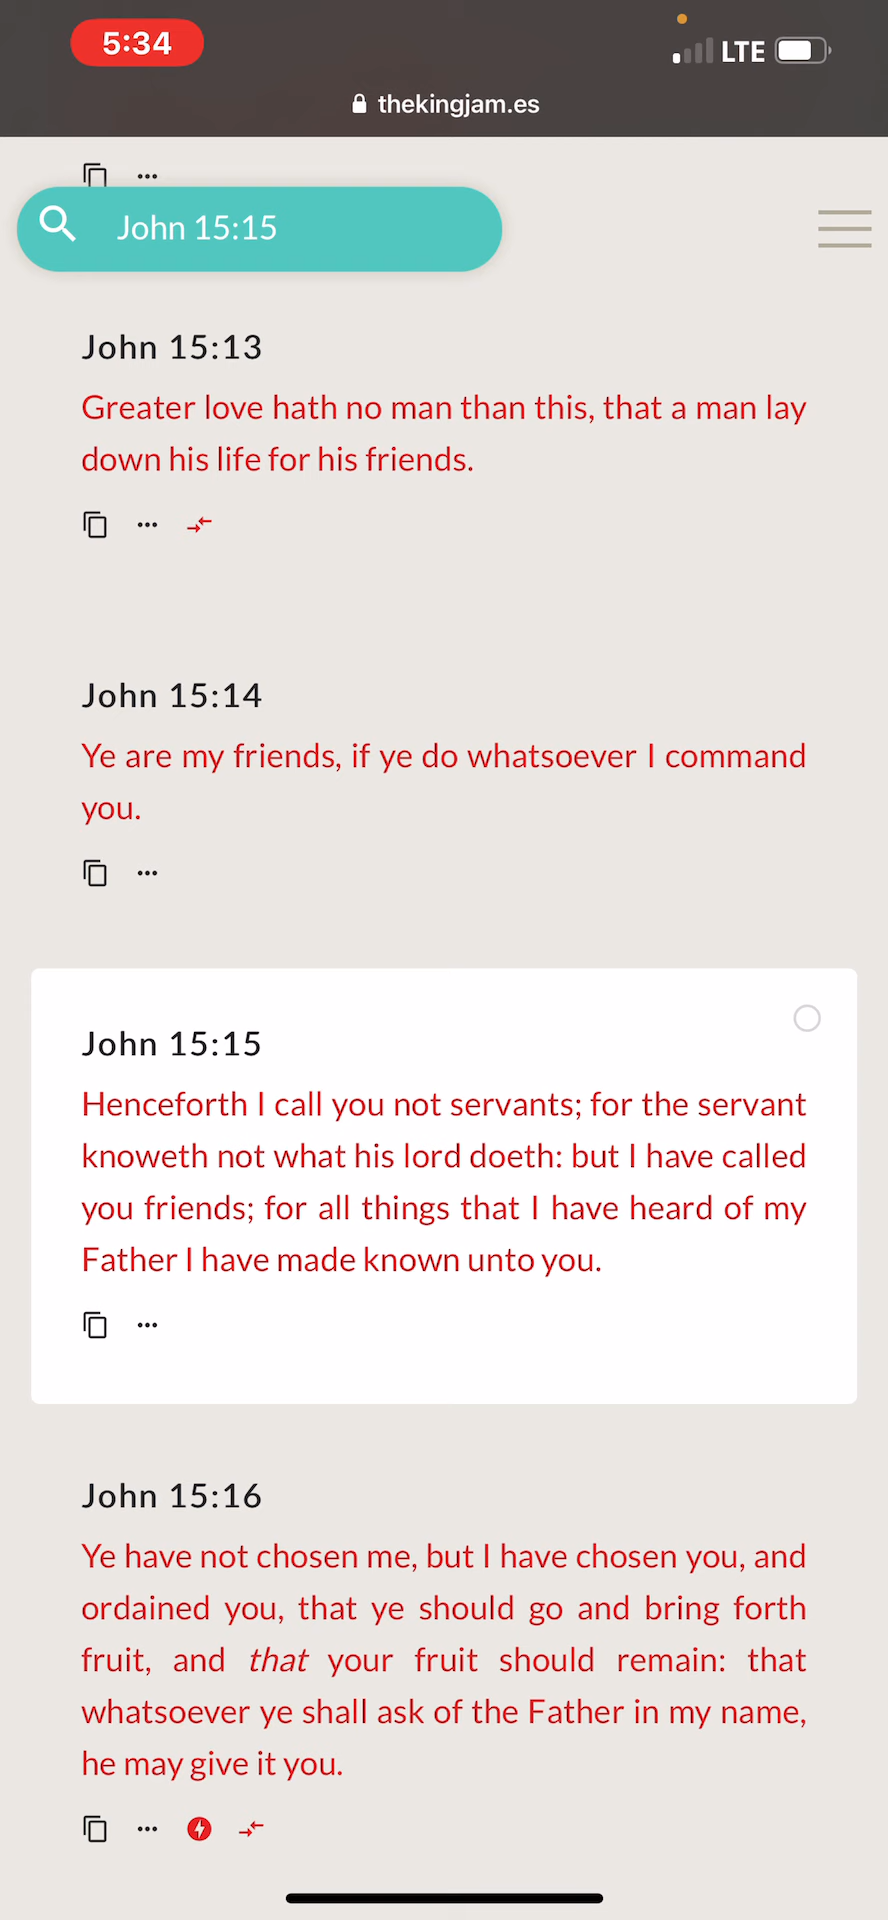 5:34
LTE
thekingjam.es
John 15:15
John 15:13
Greater love hath no man than this, that a man lay
down his life for his friends.
John 15:14
Ye are my friends, if ye do whatsoever I command
you.
John 15:15
Henceforth I call you not servants; for the servant
knoweth not what his lord doeth: but I have called
you friends; for all things that I have heard of my
Father I have made known unto you.
John 15:16
Ye have not chosen me, but I have chosen you, and
ordained you, that ye should go and bring forth
fruit, and that your fruit should remain: that
whatsoever ye shall ask of the Father in my name,
he may give it you.